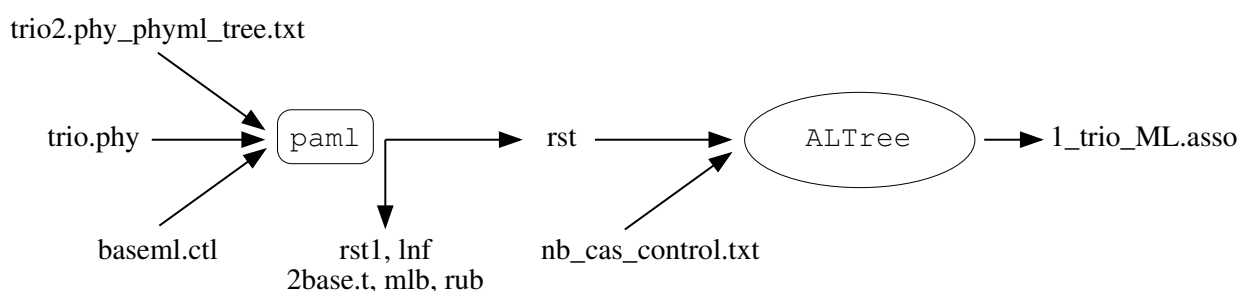 trio2.phy_phyml_tree.txt
trio.phy
paml
rst
ALTree
1_trio_ML.asso
baseml.ctl
rst1, lnf
2base.t, mlb, rub
nb_cas_control.txt